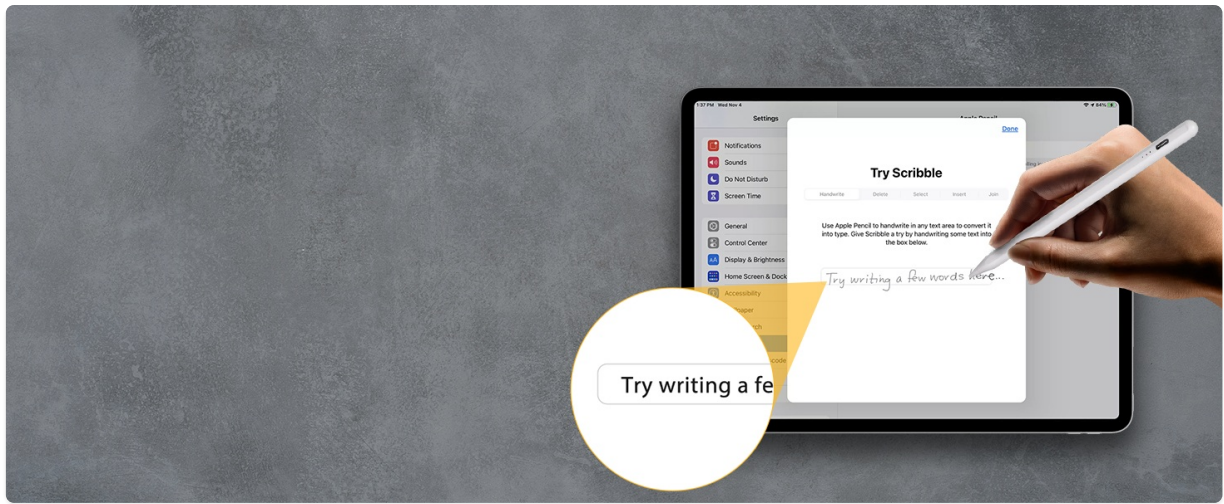 1:37 PM Wed Nov 4
84%
Settings
Apple Pencil
Notifications
Sounds
Do Not Disturb
Screen Time
General
Control Center
AA Display & Brightness
Home Screen & Dock
Accessibility
Done
Try Scribble
Handwrite Delete Select Insert Join
Use Apple Pencil to handwrite in any text area to convert it
into type. Give Scribble a try by handwriting some text into
the box below.
Try writing a few words here...
Try writing a fe